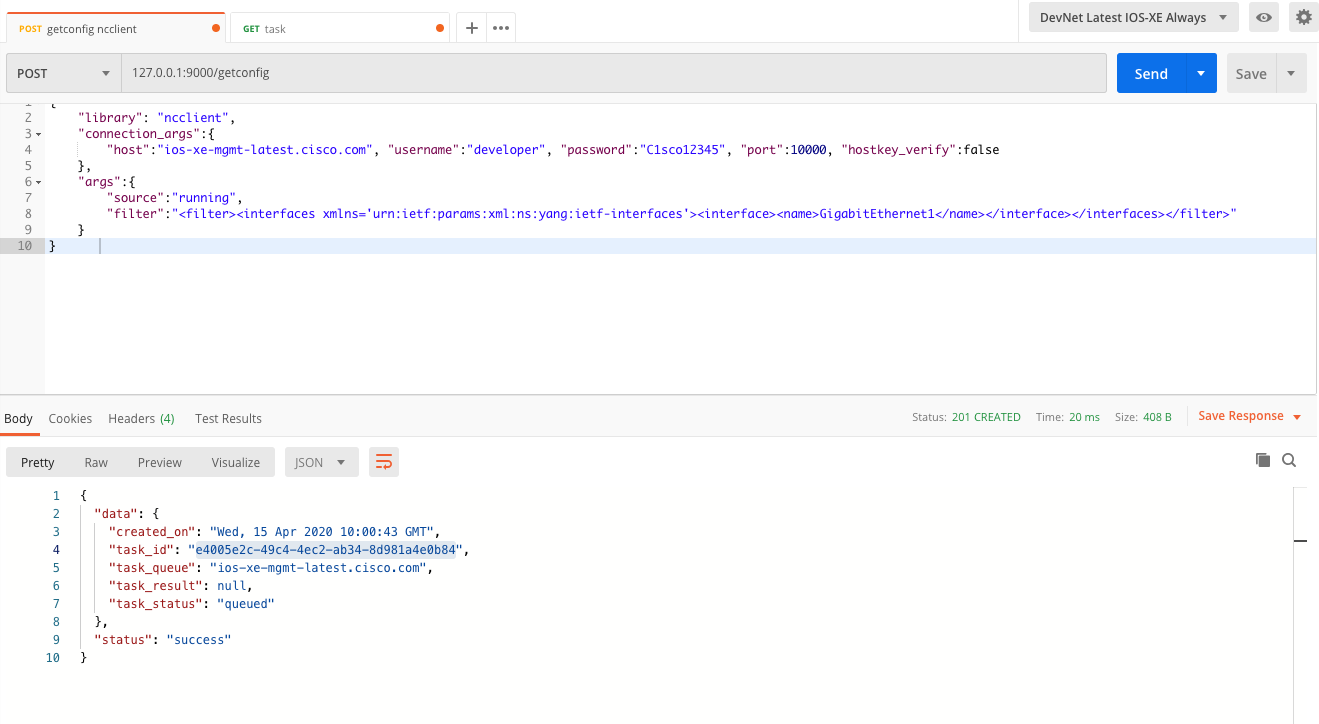 POST getconfig ncclient GET task + ••• DevNet Latest IOS-XE Always
POST 127.0.0.1:9000/getconfig Send Save
1 {
2 "library": "ncclient",
3 "connection_args":{
4 "host":"ios-xe-mgmt-latest.cisco.com", "username":"developer", "password":"C1sco12345", "port":10000, "hostkey_verify":false
5 },
6 "args":{
7 "source":"running",
8 "filter":"<filter><interfaces xmlns='urn:ietf:params:xml:ns:yang:ietf-interfaces'><interface><name>GigabitEthernet1</name></interface></interfaces></filter>"
9 }
10 }
Body Cookies Headers (4) Test Results Status: 201 CREATED Time: 20 ms Size: 408 B Save Response
Pretty Raw Preview Visualize JSON
1 {
2 "data": {
3 "created_on": "Wed, 15 Apr 2020 10:00:43 GMT",
4 "task_id": "e4005e2c-49c4-4ec2-ab34-8d981a4e0b84",
5 "task_queue": "ios-xe-mgmt-latest.cisco.com",
6 "task_result": null,
7 "task_status": "queued"
8 },
9 "status": "success"
10 }